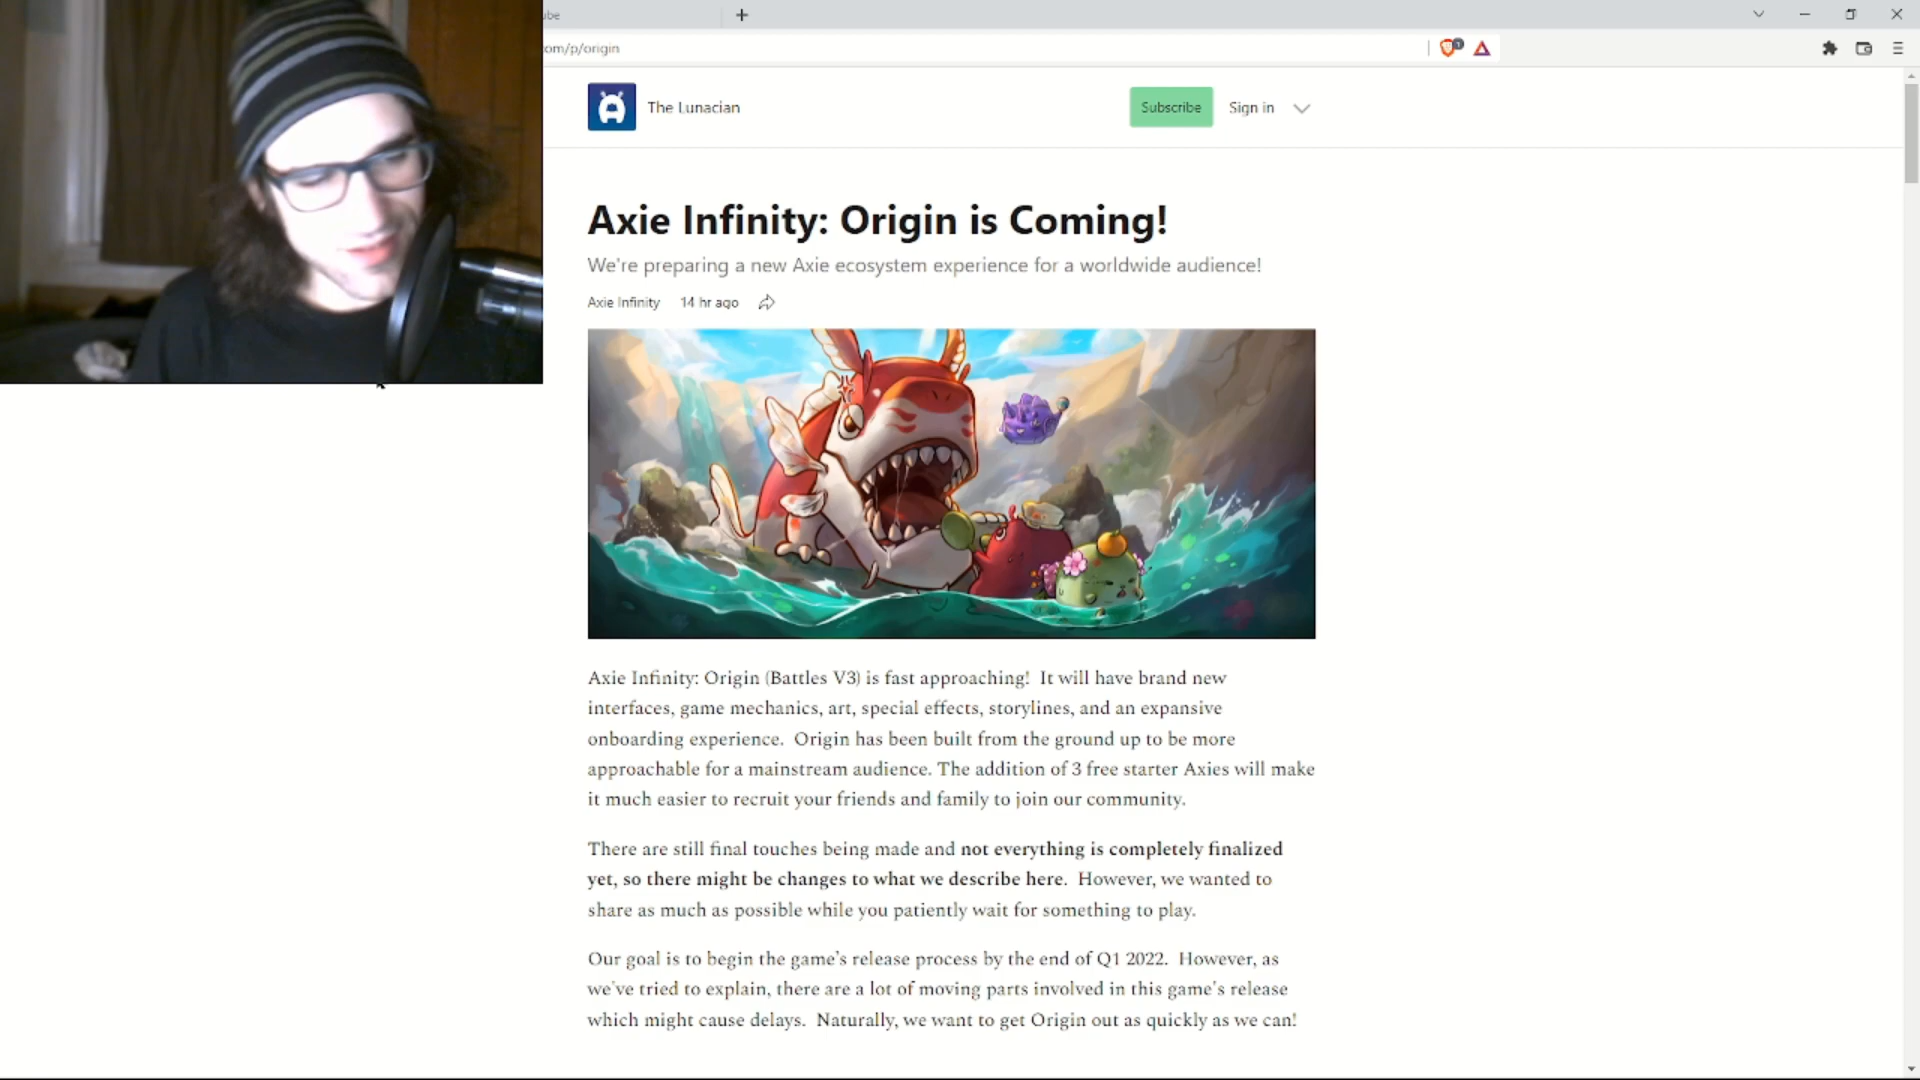 ube
om/p/origin
1
The Lunacian
Subscribe
Sign in
Axie Infinity: Origin is Coming!
We're preparing a new Axie ecosystem experience for a worldwide audience!
Axie Infinity 14 hr ago
Axie Infinity: Origin (Battles V3) is fast approaching!  It will have brand new
interfaces, game mechanics, art, special effects, storylines, and an expansive
onboarding experience.  Origin has been built from the ground up to be more
approachable for a mainstream audience. The addition of 3 free starter Axies will make
it much easier to recruit your friends and family to join our community.
There are still final touches being made and not everything is completely finalized
yet, so there might be changes to what we describe here.  However, we wanted to
share as much as possible while you patiently wait for something to play.
Our goal is to begin the game's release process by the end of Q1 2022.  However, as
we've tried to explain, there are a lot of moving parts involved in this game's release
which might cause delays.  Naturally, we want to get Origin out as quickly as we can!